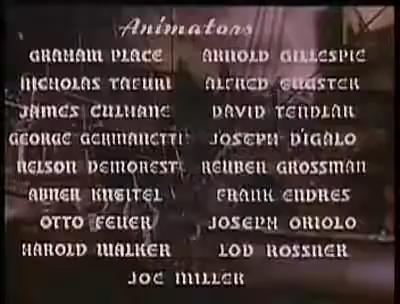 Animators
GRAHAM PLACE ARNOLD GILLESPIE
NICHOLAS TAFURI ALFRED EUGSTER
JAMES CULHANE DAVID TENDLAR
GEORGE GERMANETTI JOSEPH D'IGALO
NELSON DEMOREST REUBEN GROSSMAN
ABNER KNEITEL FRANK ENDRES
OTTO FEUER JOSEPH ORIOLO
HAROLD WALKER LOD ROSSNER
JOE MILLER